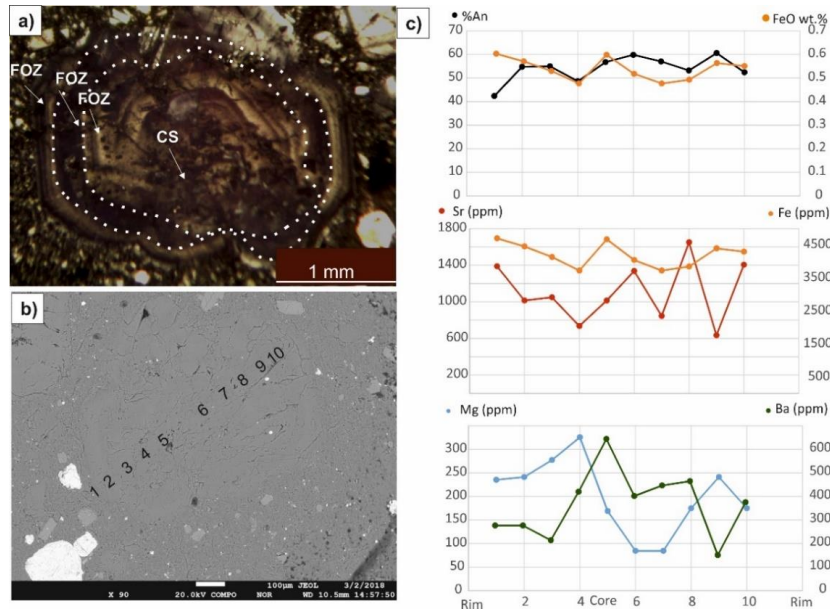 a)
FOZ
FOZ
FOZ
CS
1 mm
b)
1 2 3 4 5 6 7 8 9 10
100μm JEOL 3/2/2018
X 90 20.0kV COMPO NOR WD 10.5mm 14:57:50
c)
%An FeO wt.%
70 0.7
60 0.6
50 0.5
40 0.4
30 0.3
20 0.2
10 0.1
0 0
Sr (ppm) Fe (ppm)
1800
4500
1400
3500
1000
2500
600
1500
200
500
Mg (ppm) Ba (ppm)
300 600
250 500
200 400
150 300
100 200
50 100
0 0
2 4 6 8 10
Rim Core Rim